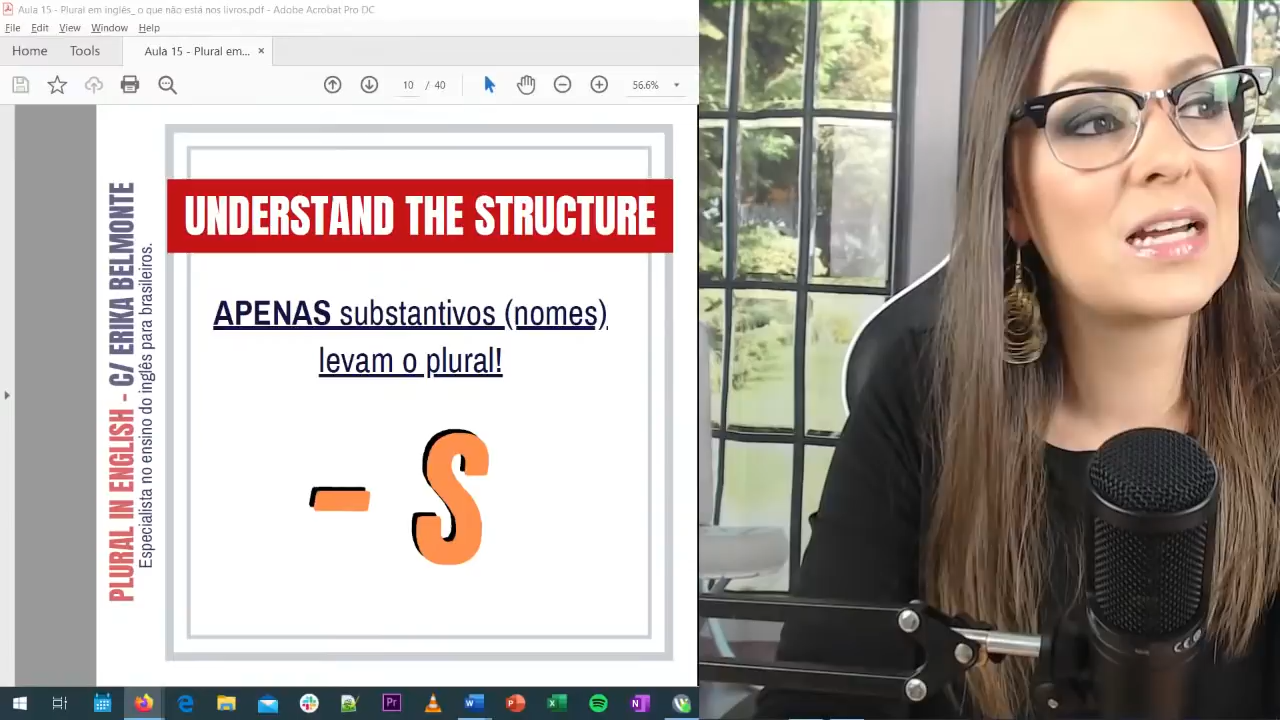 Aula 15 - Plural em inglês_ o que não está nos livros.pdf - Adobe Acrobat Pro DC
File Edit View Window Help
Home Tools Aula 15 - Plural em... ×
10 / 40 56.6%
PLURAL IN ENGLISH - C/ ERIKA BELMONTE
Especialista no ensino do inglês para brasileiros.
UNDERSTAND THE STRUCTURE
APENAS substantivos (nomes)
levam o plural!
- S